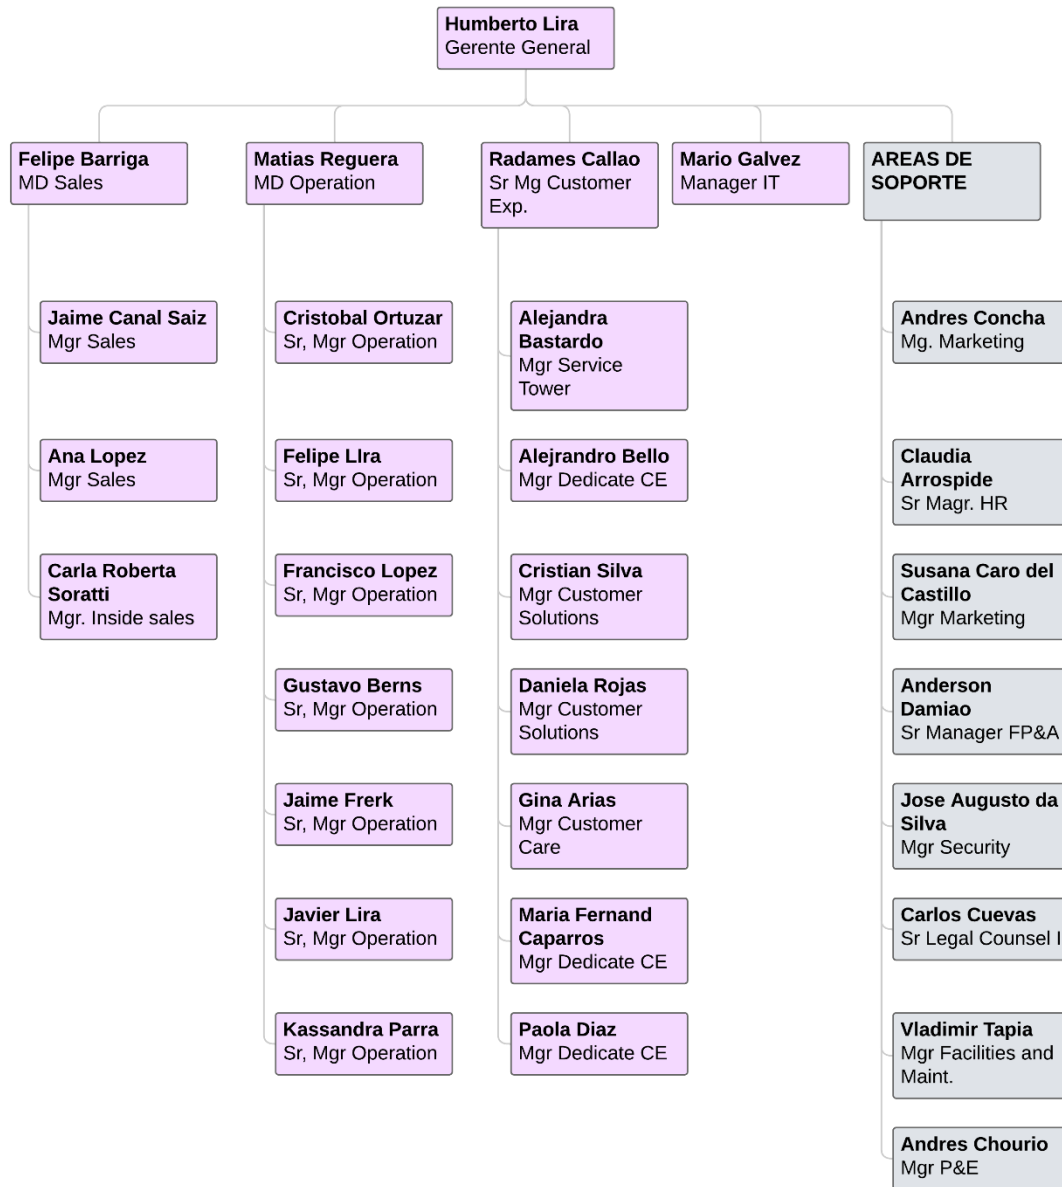 Humberto Lira
Gerente General
Felipe Barriga
MD Sales
Matias Reguera
MD Operation
Radames Callao
Sr Mg Customer
Exp.
Mario Galvez
Manager IT
AREAS DE
SOPORTE
Jaime Canal Saiz
Mgr Sales
Ana Lopez
Mgr Sales
Carla Roberta
Soratti
Mgr. Inside sales
Cristobal Ortuzar
Sr, Mgr Operation
Felipe LIra
Sr, Mgr Operation
Francisco Lopez
Sr, Mgr Operation
Gustavo Berns
Sr, Mgr Operation
Jaime Frerk
Sr, Mgr Operation
Javier Lira
Sr, Mgr Operation
Kassandra Parra
Sr, Mgr Operation
Alejandra
Bastardo
Mgr Service
Tower
Alejrandro Bello
Mgr Dedicate CE
Cristian Silva
Mgr Customer
Solutions
Daniela Rojas
Mgr Customer
Solutions
Gina Arias
Mgr Customer
Care
Maria Fernand
Caparros
Mgr Dedicate CE
Paola Diaz
Mgr Dedicate CE
Andres Concha
Mg. Marketing
Claudia
Arrospide
Sr Magr. HR
Susana Caro del
Castillo
Mgr Marketing
Anderson
Damiao
Sr Manager FP&A
Jose Augusto da
Silva
Mgr Security
Carlos Cuevas
Sr Legal Counsel I
Vladimir Tapia
Mgr Facilities and
Maint.
Andres Chourio
Mgr P&E